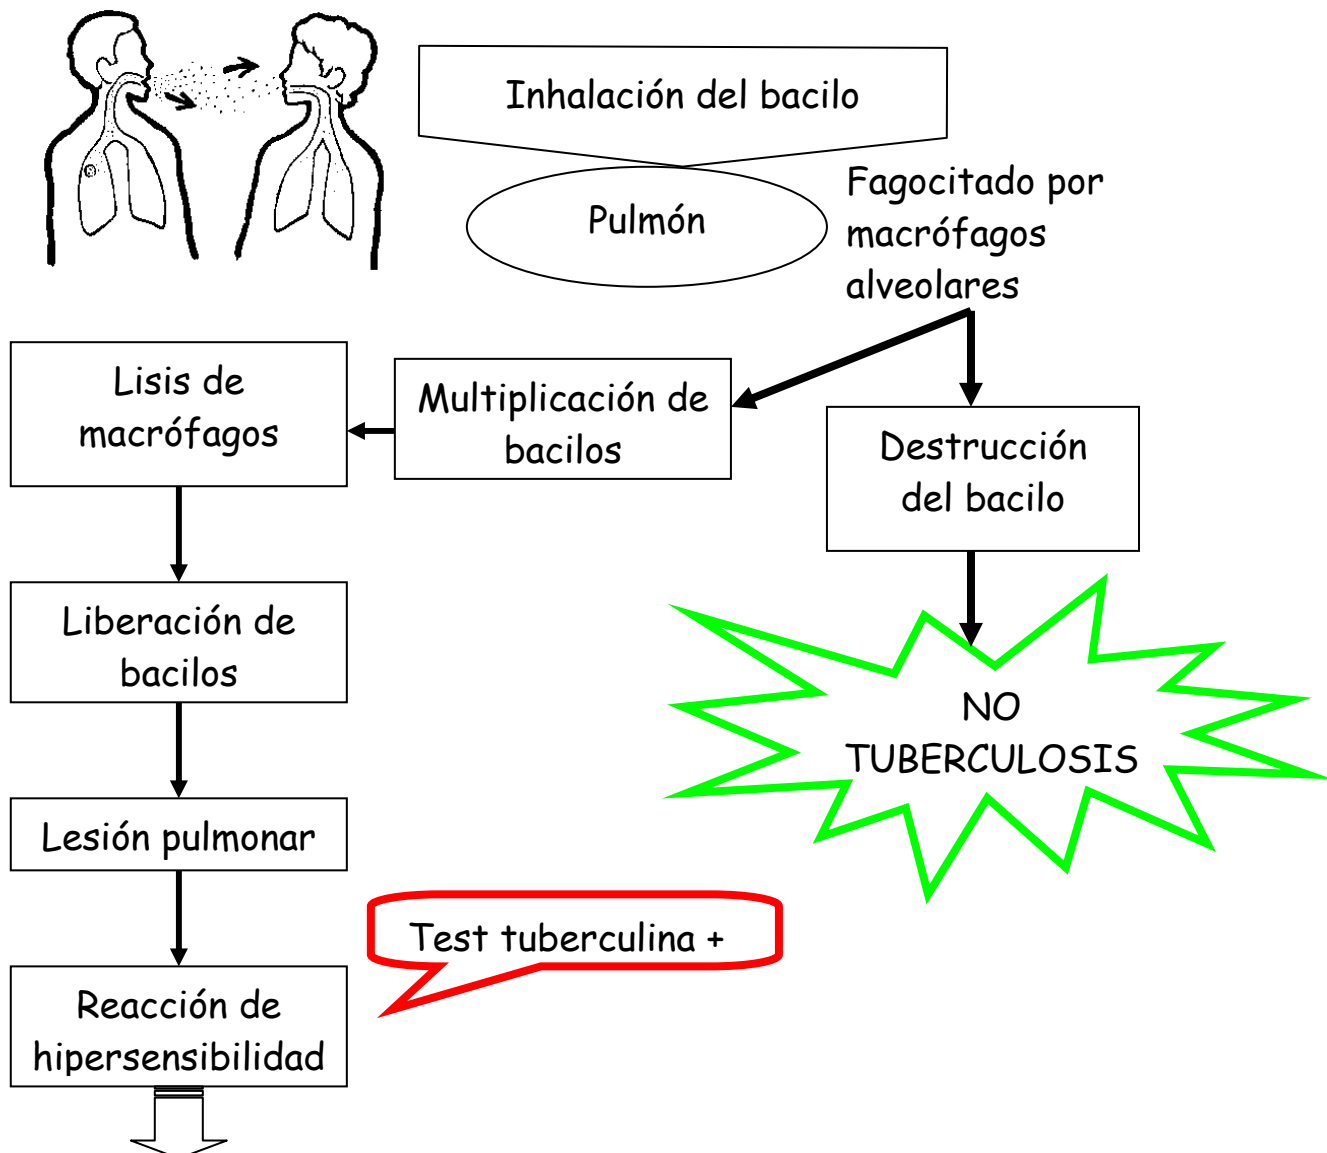 Inhalación del bacilo
Pulmón
Fagocitado por
macrófagos
alveolares
Lisis de
macrófagos
Multiplicación de
bacilos
Destrucción
del bacilo
Liberación de
bacilos
NO
TUBERCULOSIS
Lesión pulmonar
Test tuberculina +
Reacción de
hipersensibilidad